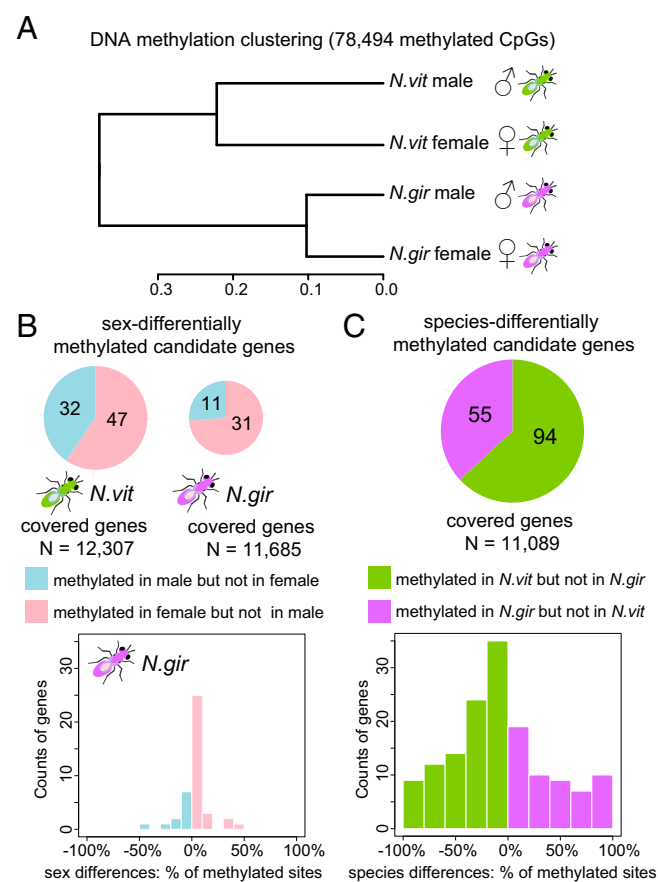 A
DNA methylation clustering (78,494 methylated CpGs)
N.vit male ♂
N.vit female ♀
N.gir male ♂
N.gir female ♀
0.3 0.2 0.1 0.0
B
sex-differentially
methylated candidate genes
32 47
11 31
N.vit
N.gir
covered genes
N = 12,307
covered genes
N = 11,685
methylated in male but not in female
methylated in female but not in male
N.gir
Counts of genes
30
20
10
0
-100% -50% 0% 50% 100%
sex differences: % of methylated sites
C
species-differentially
methylated candidate genes
55 94
covered genes
N = 11,089
methylated in N.vit but not in N.gir
methylated in N.gir but not in N.vit
Counts of genes
30
20
10
0
-100% -50% 0% 50% 100%
species differences: % of methylated sites